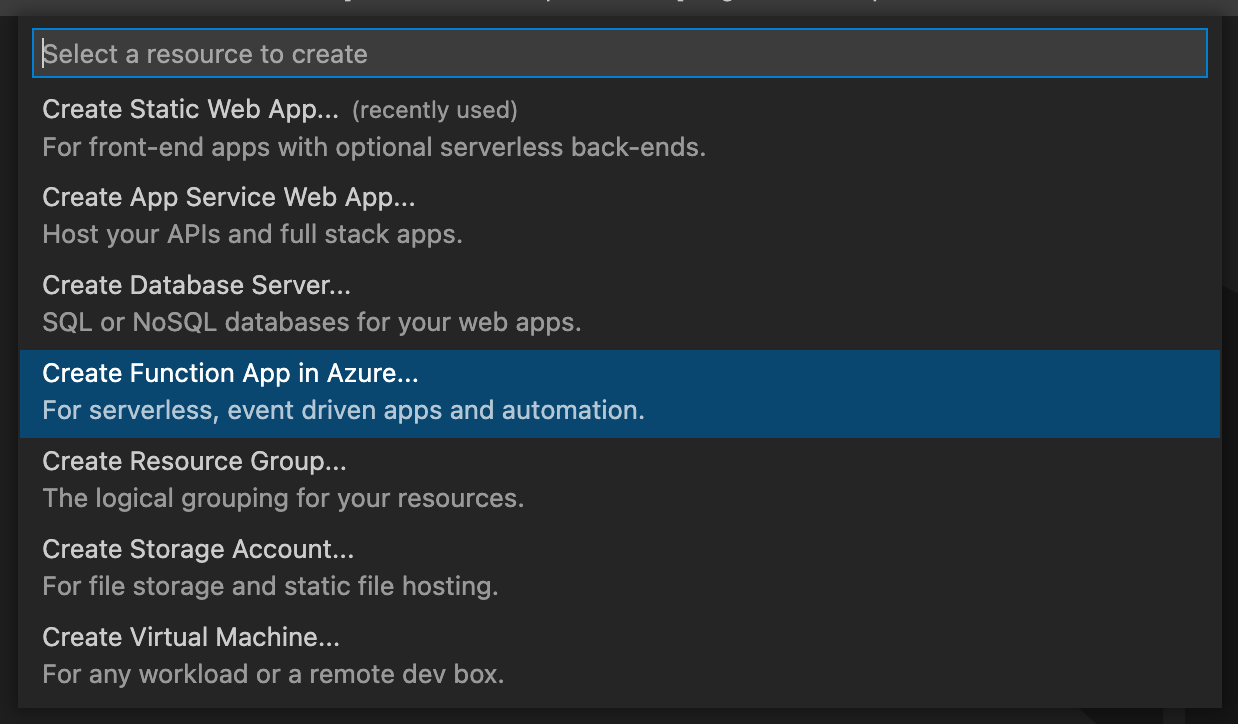 Select a resource to create
Create Static Web App... (recently used)
For front-end apps with optional serverless back-ends.
Create App Service Web App...
Host your APIs and full stack apps.
Create Database Server...
SQL or NoSQL databases for your web apps.
Create Function App in Azure...
For serverless, event driven apps and automation.
Create Resource Group...
The logical grouping for your resources.
Create Storage Account...
For file storage and static file hosting.
Create Virtual Machine...
For any workload or a remote dev box.